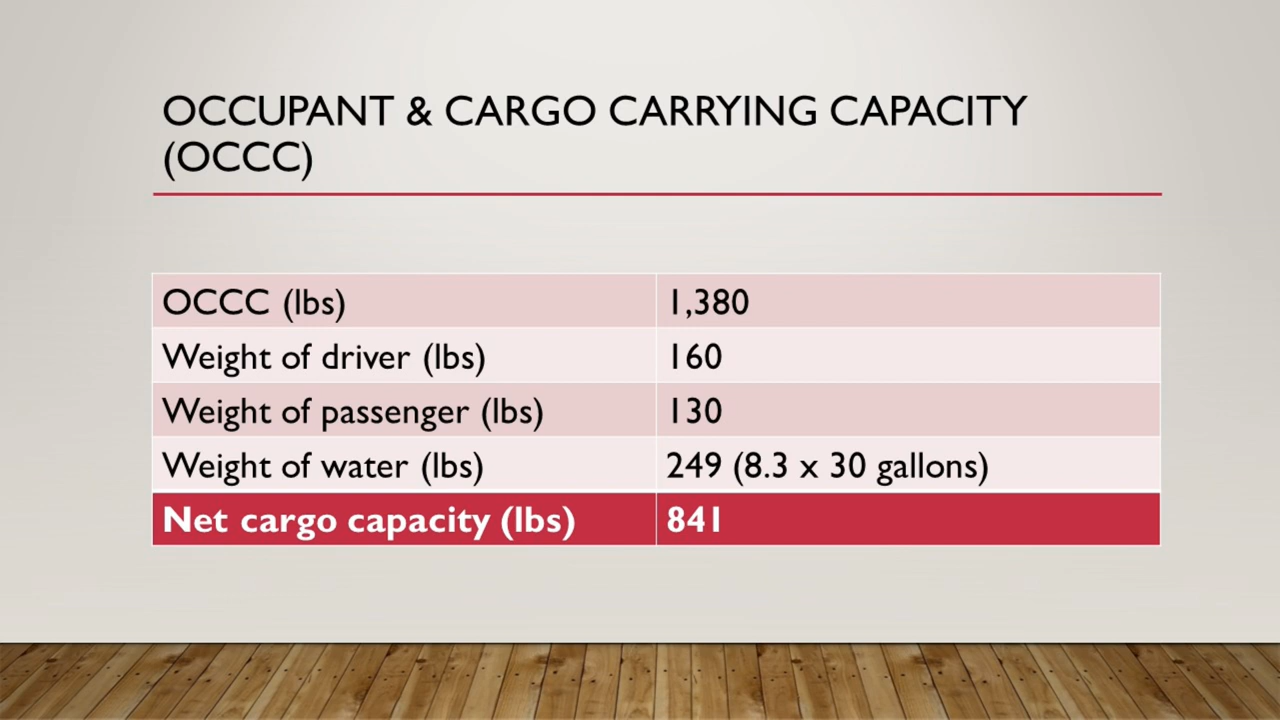 OCCUPANT & CARGO CARRYING CAPACITY
(OCCC)
OCCC (lbs) 1,380
Weight of driver (lbs) 160
Weight of passenger (lbs) 130
Weight of water (lbs) 249 (8.3 x 30 gallons)
Net cargo capacity (lbs) 841